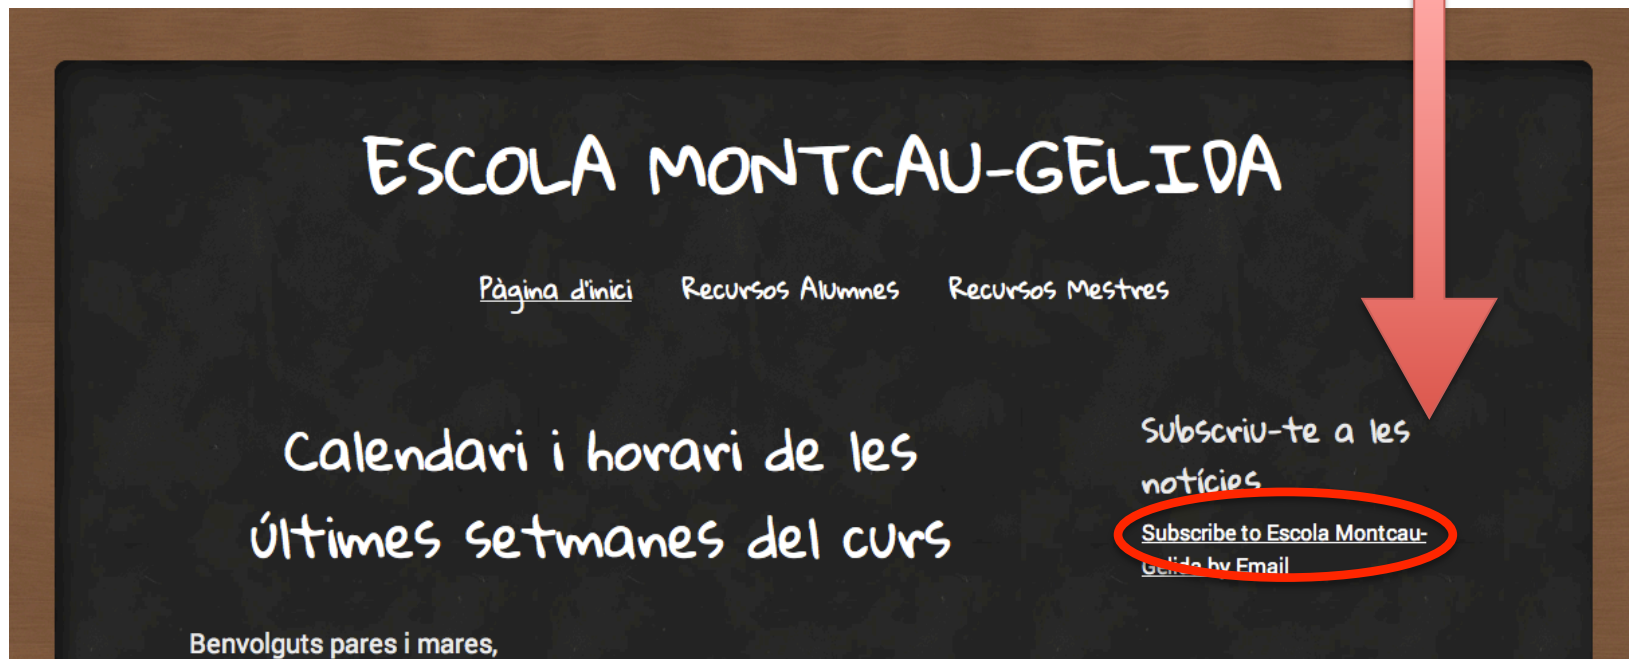 ESCOLA MONTCAU-GELIDA
Pàgina d'inici Recursos Alumnes Recursos Mestres
Calendari i horari de les
últimes setmanes del curs
Benvolguts pares i mares,
Subscriu-te a les
notícies
Subscribe to Escola Montcau-
Gelida by Email